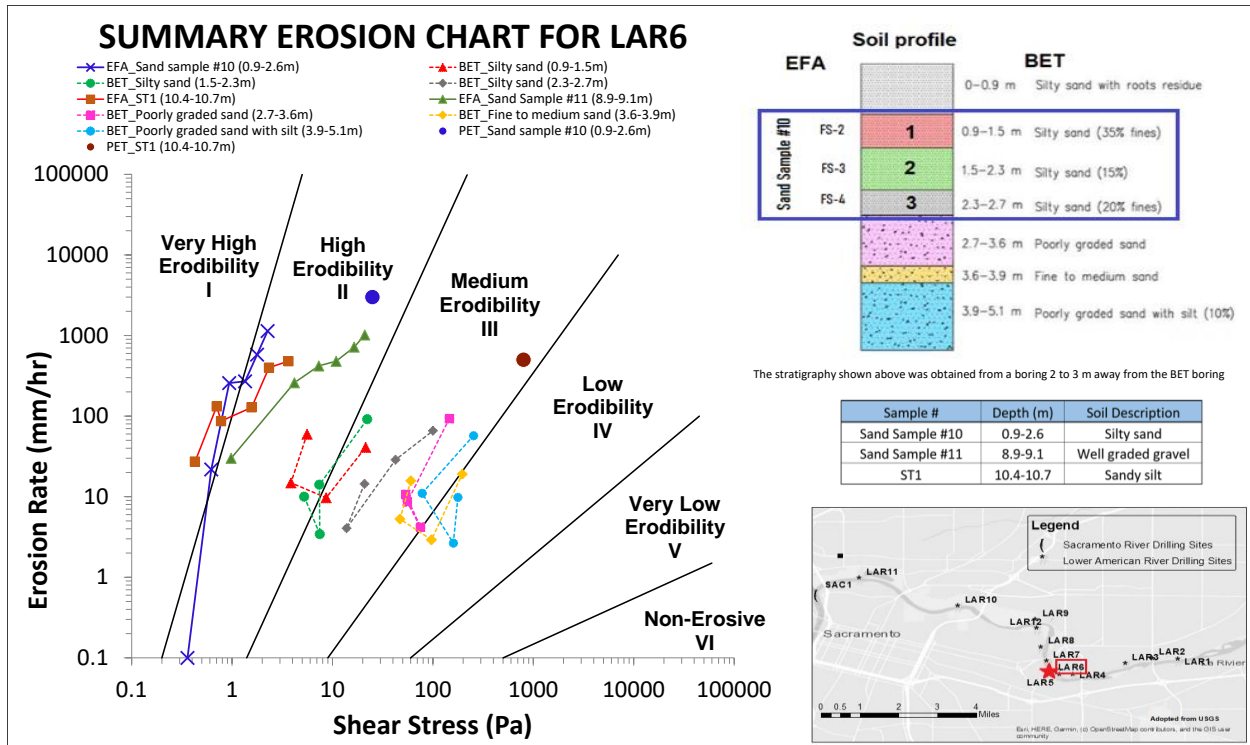 SUMMARY EROSION CHART FOR LAR6
EFA_Sand sample #10 (0.9-2.6m)
BET_Silty sand (0.9-1.5m)
BET_Silty sand (1.5-2.3m)
BET_Silty sand (2.3-2.7m)
EFA_ST1 (10.4-10.7m)
EFA_Sand Sample #11 (8.9-9.1m)
BET_Poorly graded sand (2.7-3.6m)
BET_Fine to medium sand (3.6-3.9m)
BET_Poorly graded sand with silt (3.9-5.1m)
PET_Sand sample #10 (0.9-2.6m)
PET_ST1 (10.4-10.7m)
Erosion Rate (mm/hr)
100000
10000
1000
100
10
1
0.1
Very High
Erodibility
I
High
Erodibility
II
Medium
Erodibility
III
Low
Erodibility
IV
Very Low
Erodibility
V
Non-Erosive
VI
0.1
1
10
100
1000
10000
100000
Shear Stress (Pa)
Soil profile
EFA
BET
0-0.9 m Silty sand with roots residue
Sand Sample #10
FS-2
1
0.9-1.5 m Silty sand (35% fines)
FS-3
2
1.5-2.3 m Silty sand (15%)
FS-4
3
2.3-2.7 m Silty sand (20% fines)
2.7-3.6 m Poorly graded sand
3.6-3.9 m Fine to medium sand
3.9-5.1 m Poorly graded sand with silt (10%)
The stratigraphy shown above was obtained from a boring 2 to 3 m away from the BET boring
Sample # Depth (m) Soil Description
Sand Sample #10 0.9-2.6 Silty sand
Sand Sample #11 8.9-9.1 Well graded gravel
ST1 10.4-10.7 Sandy silt
Legend
Sacramento River Drilling Sites
Lower American River Drilling Sites
SAC1
LAR11
LAR10
LAR9
LAR12
LAR8
LAR7
LAR6
LAR5
LAR4
LAR3
LAR2
LAR1
River
Sacramento
0 0.5 1 2 3 4
Miles
Adopted from USGS
Esri, HERE, Garmin, (c) OpenStreetMap contributors, and the GIS user
community